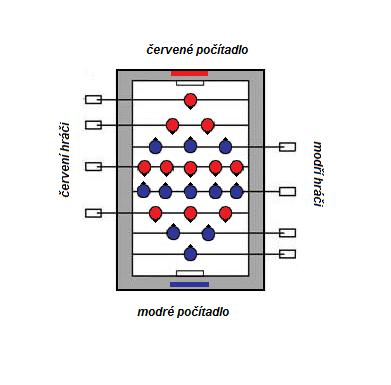 červené počítadlo
červení hráči
modří hráči
modré počítadlo